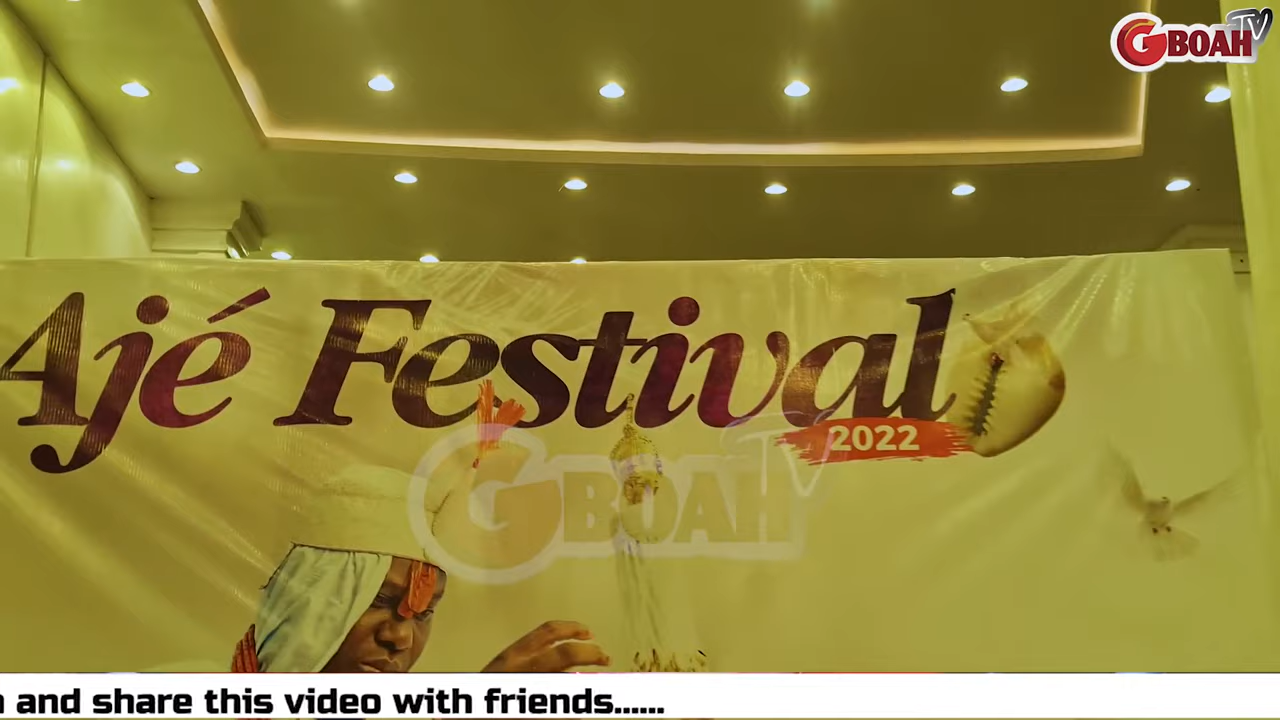 GBOAH TV
Ajé Festival
2022
GBOAH TV
and share this video with friends......